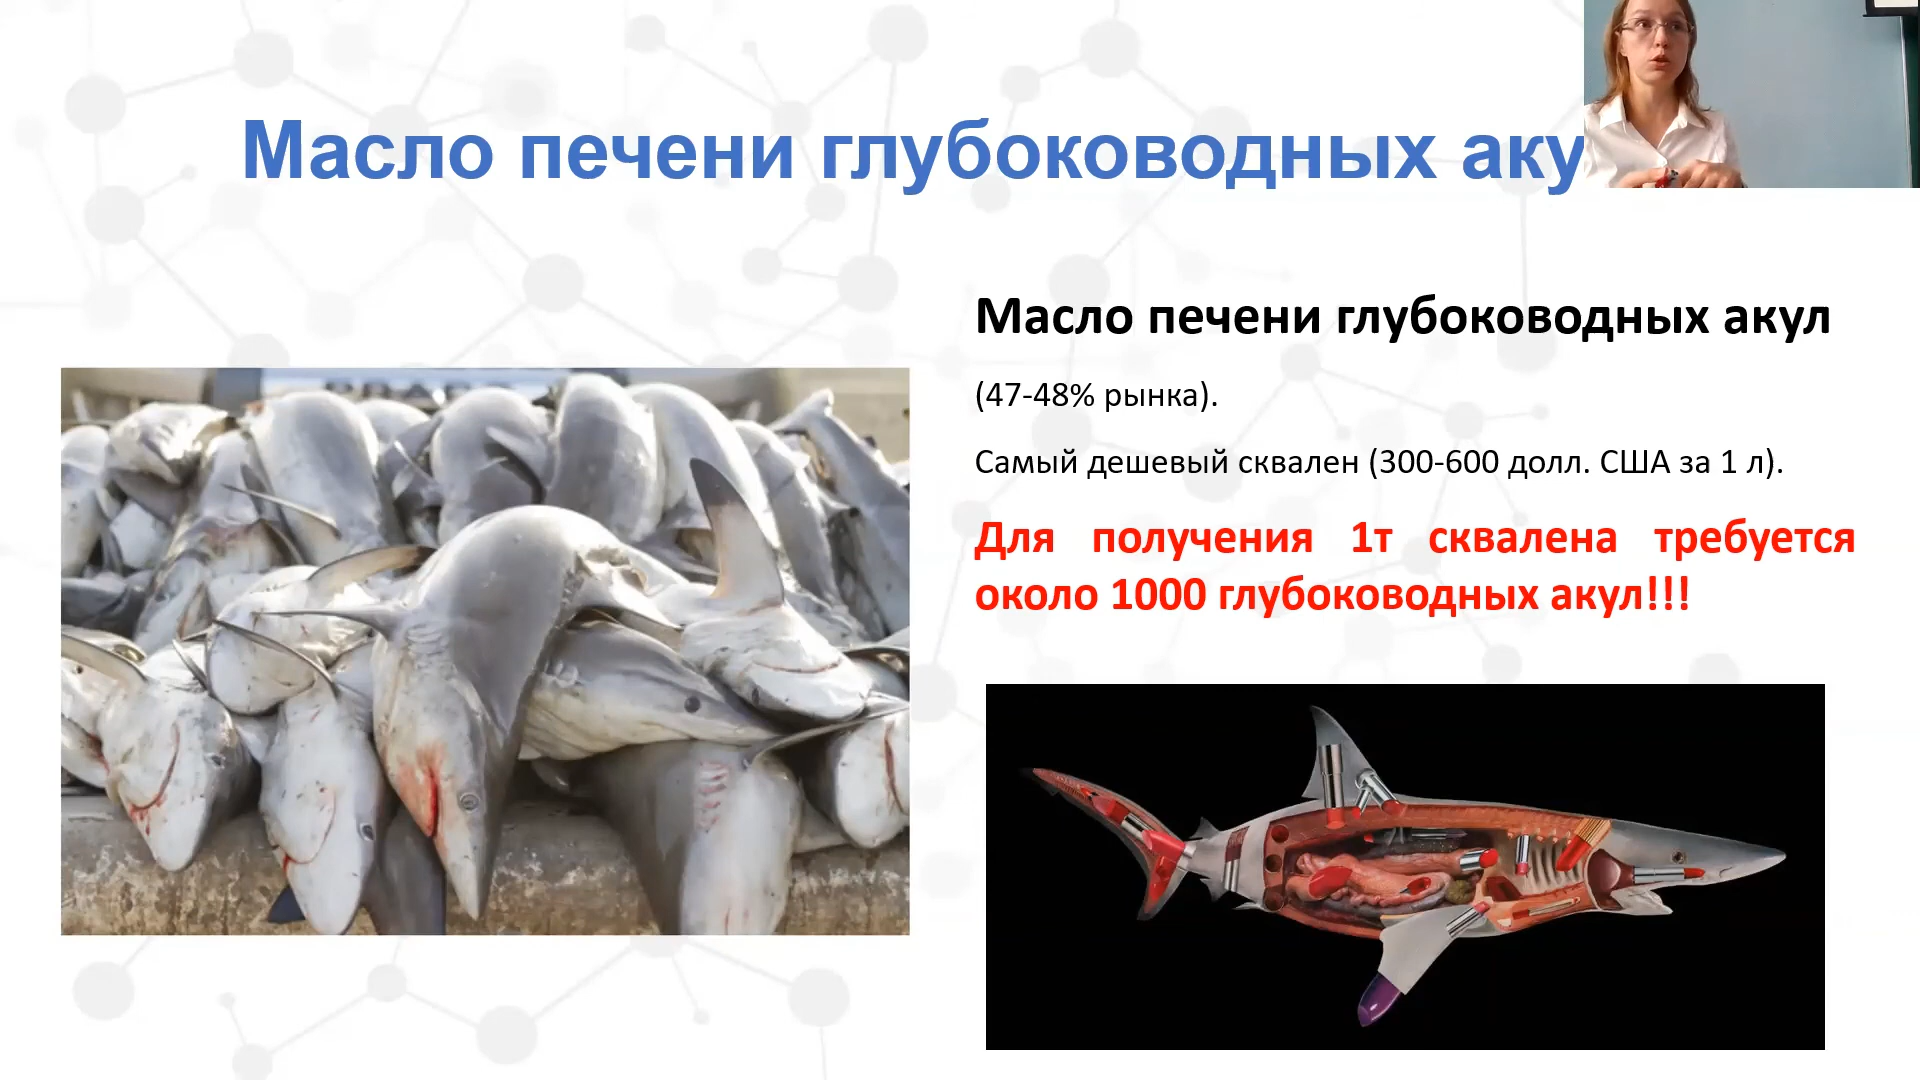 Масло печени глубоководных аку
Масло печени глубоководных акул
(47-48% рынка).
Самый дешевый сквален (300-600 долл. США за 1 л).
Для получения 1т сквалена требуется
около 1000 глубоководных акул!!!